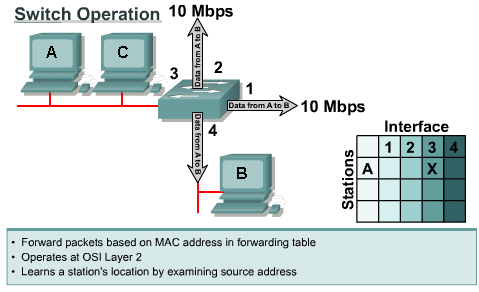 Switch Operation
10 Mbps
A
C
3
2
Data from A to B
1
Data from A to B
10 Mbps
4
Data from A to B
B
Interface
1 2 3 4
Stations
A X
• Forward packets based on MAC address in forwarding table
• Operates at OSI Layer 2
• Learns a station's location by examining source address